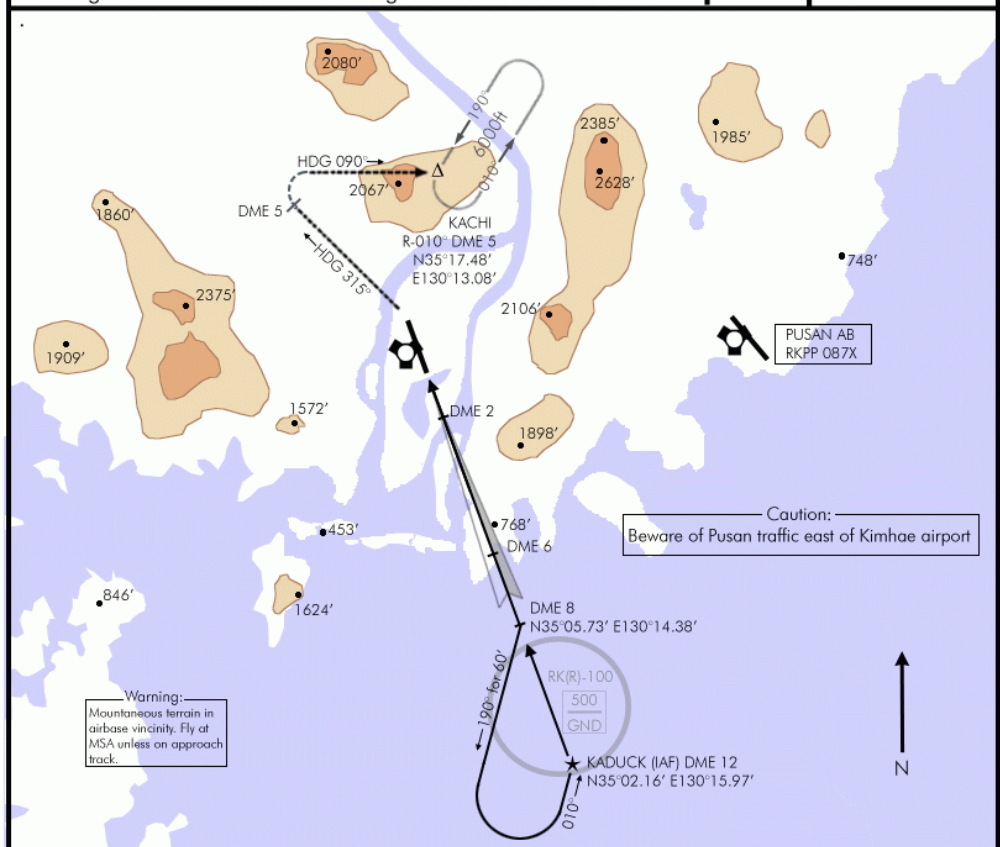 2080'
190°
6000ft
010°
2385'
2628'
1985'
HDG 090°→
2067'
Δ
DME 5
1860'
KACHI
R-010° DME 5
N35°17.48'
E130°13.08'
←HDG 315°
748'
2375'
2106'
PUSAN AB
RKPP 087X
1909'
1572'
DME 2
1898'
453'
768'
DME 6
Caution:
Beware of Pusan traffic east of Kimhae airport
846'
1624'
DME 8
N35°05.73' E130°14.38'
←190° for 60'
RK(R)-100
500
GND
Warning:
Mountaneous terrain in
airbase vincinity. Fly at
MSA unless on approach
track.
KADUCK (IAF) DME 12
N35°02.16' E130°15.97'
010°→
N